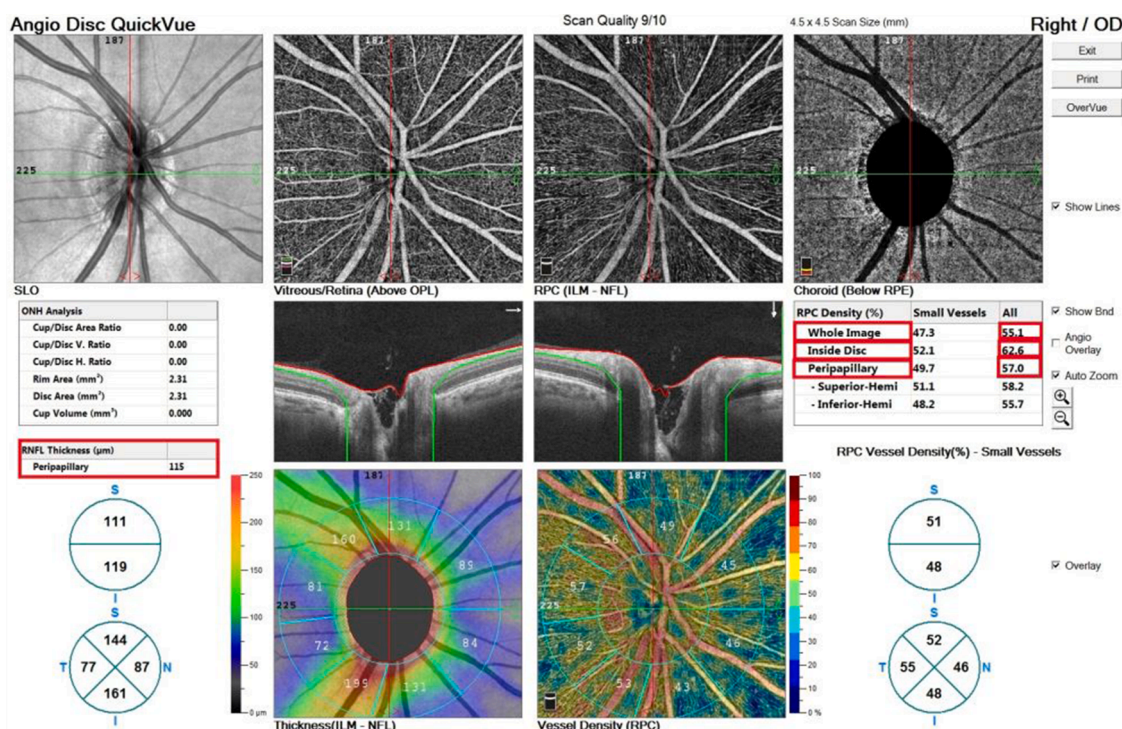 Angio Disc QuickVue
Scan Quality 9/10
4.5 x 4.5 Scan Size (mm)
Right / OD
187
225
187
187
225
187
225
Exit
Print
OverVue
Show Lines
SLO
Vitreous/Retina (Above OPL)
RPC (ILM - NFL)
Choroid (Below RPE)
ONH Analysis
Cup/Disc Area Ratio 0.00
Cup/Disc V. Ratio 0.00
Cup/Disc H. Ratio 0.00
Rim Area (mm²) 2.31
Disc Area (mm²) 2.31
Cup Volume (mm³) 0.000
RPC Density (%) Small Vessels All
Whole Image 47.3 55.1
Inside Disc 52.1 62.6
Peripapillary 49.7 57.0
- Superior-Hemi 51.1 58.2
- Inferior-Hemi 48.2 55.7
Show Bnd
Angio Overlay
Auto Zoom
RNFL Thickness (µm)
Peripapillary 115
RPC Vessel Density(%) - Small Vessels
S
111
119
I
S
144
T 77 87 N
161
I
250
200
150
100
50
0 µm
187
131
160
89
81
225
72
84
199
131
Thickness(ILM - NFL)
187
49
56
45
57
225
52
46
53
43
Vessel Density (RPC)
100
90
80
70
60
50
40
30
20
10
0 %
S
51
48
I
S
52
T 55 46 N
48
I
Overlay